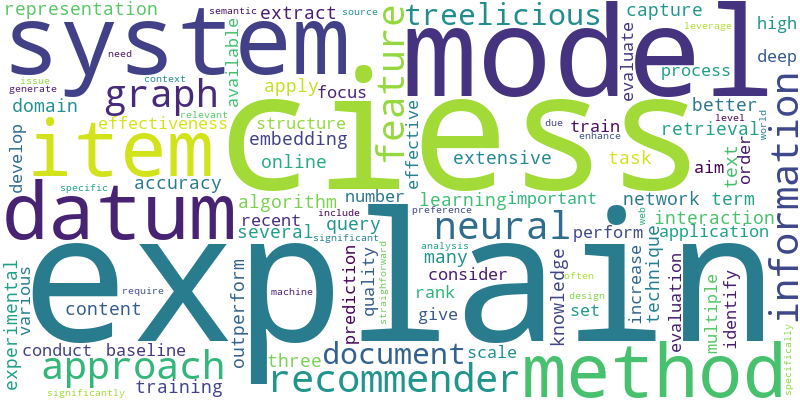 representation
system
semantic
source
extract
available
feature
treelicious
capture
high
need
model
leverage
issue
context
generate
graph
apply
focus
evaluate
process
deep
domain
relevant
ciess
better
level
world
information
develop
item
effectiveness
structure
embedding
online
effective
due
train
enhance
retrieval
text
order
extensive
task
aim
specific
accuracy
datum
algorithm
number
learning
important
network
term
recent
include
preference
neural
perform
web
interaction
several
query
significant
application
explain
analysis
many
straightforward
prediction
quality
consider
knowledge
increase
technique
evaluation
multiple
identify
experimental
various
require
machine
outperform
content
rank
give
often
design
set
specifically
conduct
baseline
three
document
scale
approach
training
recommender
method
significantly